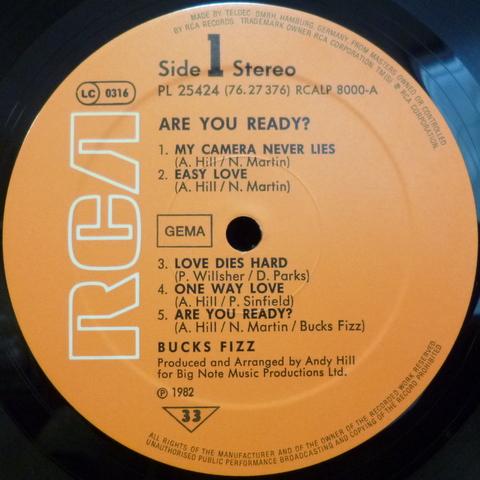 MADE BY TELDEC GMBH, HAMBURG, GERMANY, FROM MASTERS OWNED OR CONTROLLED
BY RCA RECORDS TRADEMARK OWNER RCA CORPORATION. TM(S) ® RCA CORPORATION
Side 1 Stereo
LC 0316
PL 25424 (76.27 376) RCALP 8000-A
RCA
ARE YOU READY?
1. MY CAMERA NEVER LIES
(A. Hill/N. Martin)
2. EASY LOVE
(A. Hill/N. Martin)
GEMA
3. LOVE DIES HARD
(P. Willsher/D. Parks)
4. ONE WAY LOVE
(A. Hill/P. Sinfield)
5. ARE YOU READY?
(A. Hill/N. Martin/Bucks Fizz)
BUCKS FIZZ
Produced and Arranged by Andy Hill
for Big Note Music Productions Ltd.
℗ 1982
33
ALL RIGHTS OF THE MANUFACTURER AND OF THE OWNER OF THE RECORDED WORK RESERVED
UNAUTHORISED PUBLIC PERFORMANCE BROADCASTING AND COPYING OF THIS RECORD PROHIBITED